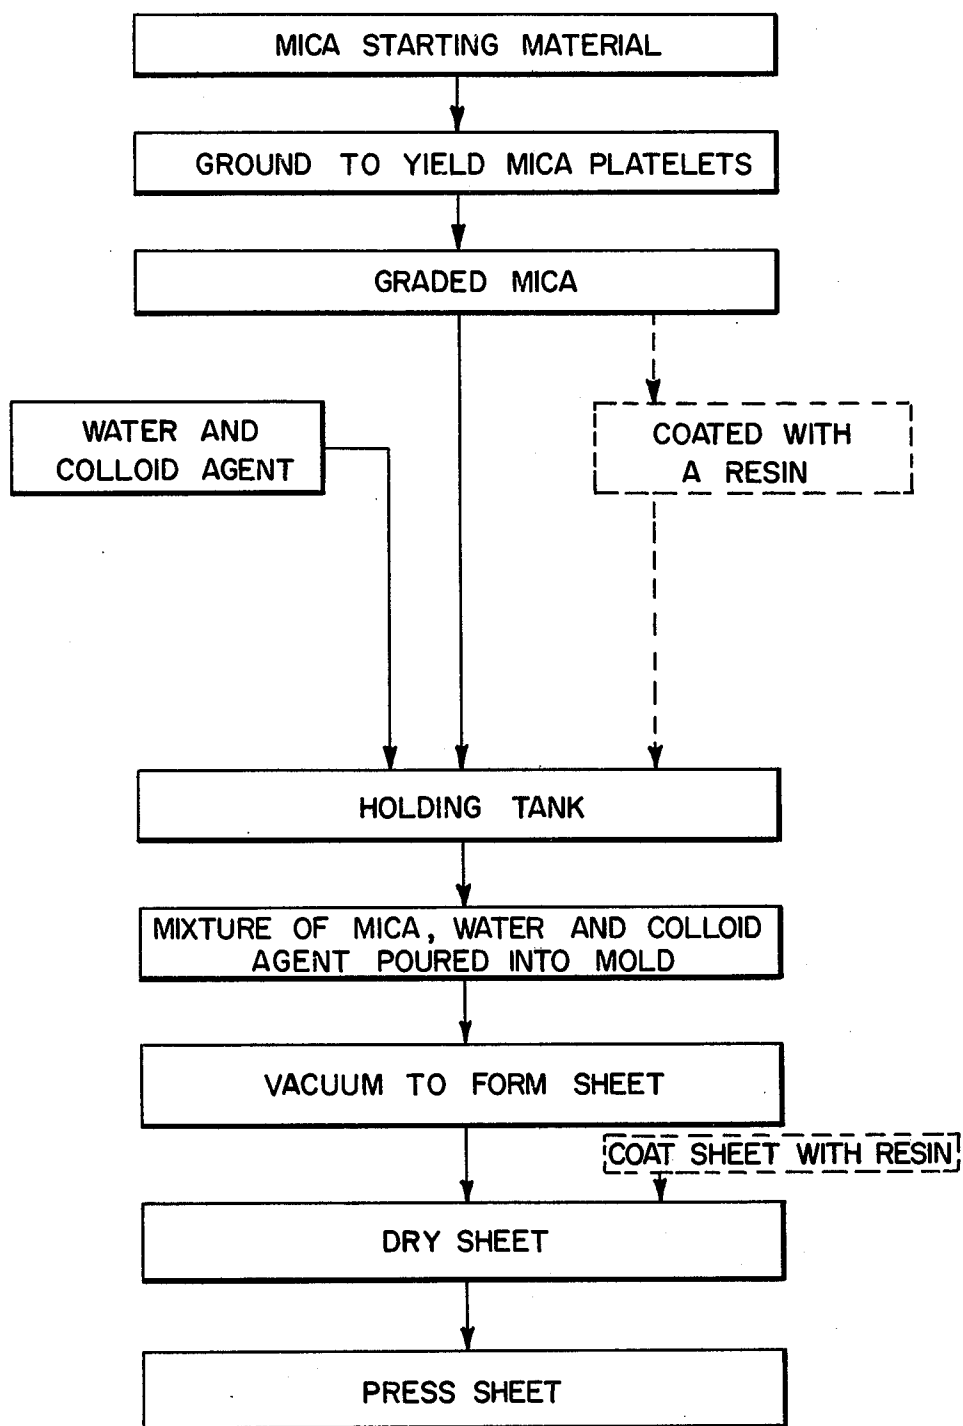 MICA STARTING MATERIAL
GROUND TO YIELD MICA PLATELETS
GRADED MICA
WATER AND
COLLOID AGENT
COATED WITH
A RESIN
HOLDING TANK
MIXTURE OF MICA, WATER AND COLLOID
AGENT POURED INTO MOLD
VACUUM TO FORM SHEET
COAT SHEET WITH RESIN
DRY SHEET
PRESS SHEET